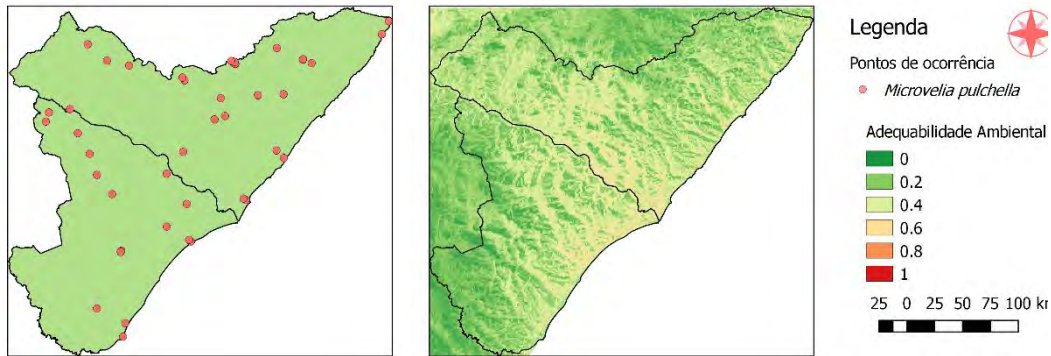 Legenda
Pontos de ocorrência
Microvelia pulchella
Adequabilidade Ambiental
0
0.2
0.4
0.6
0.8
1
25 0 25 50 75 100 km